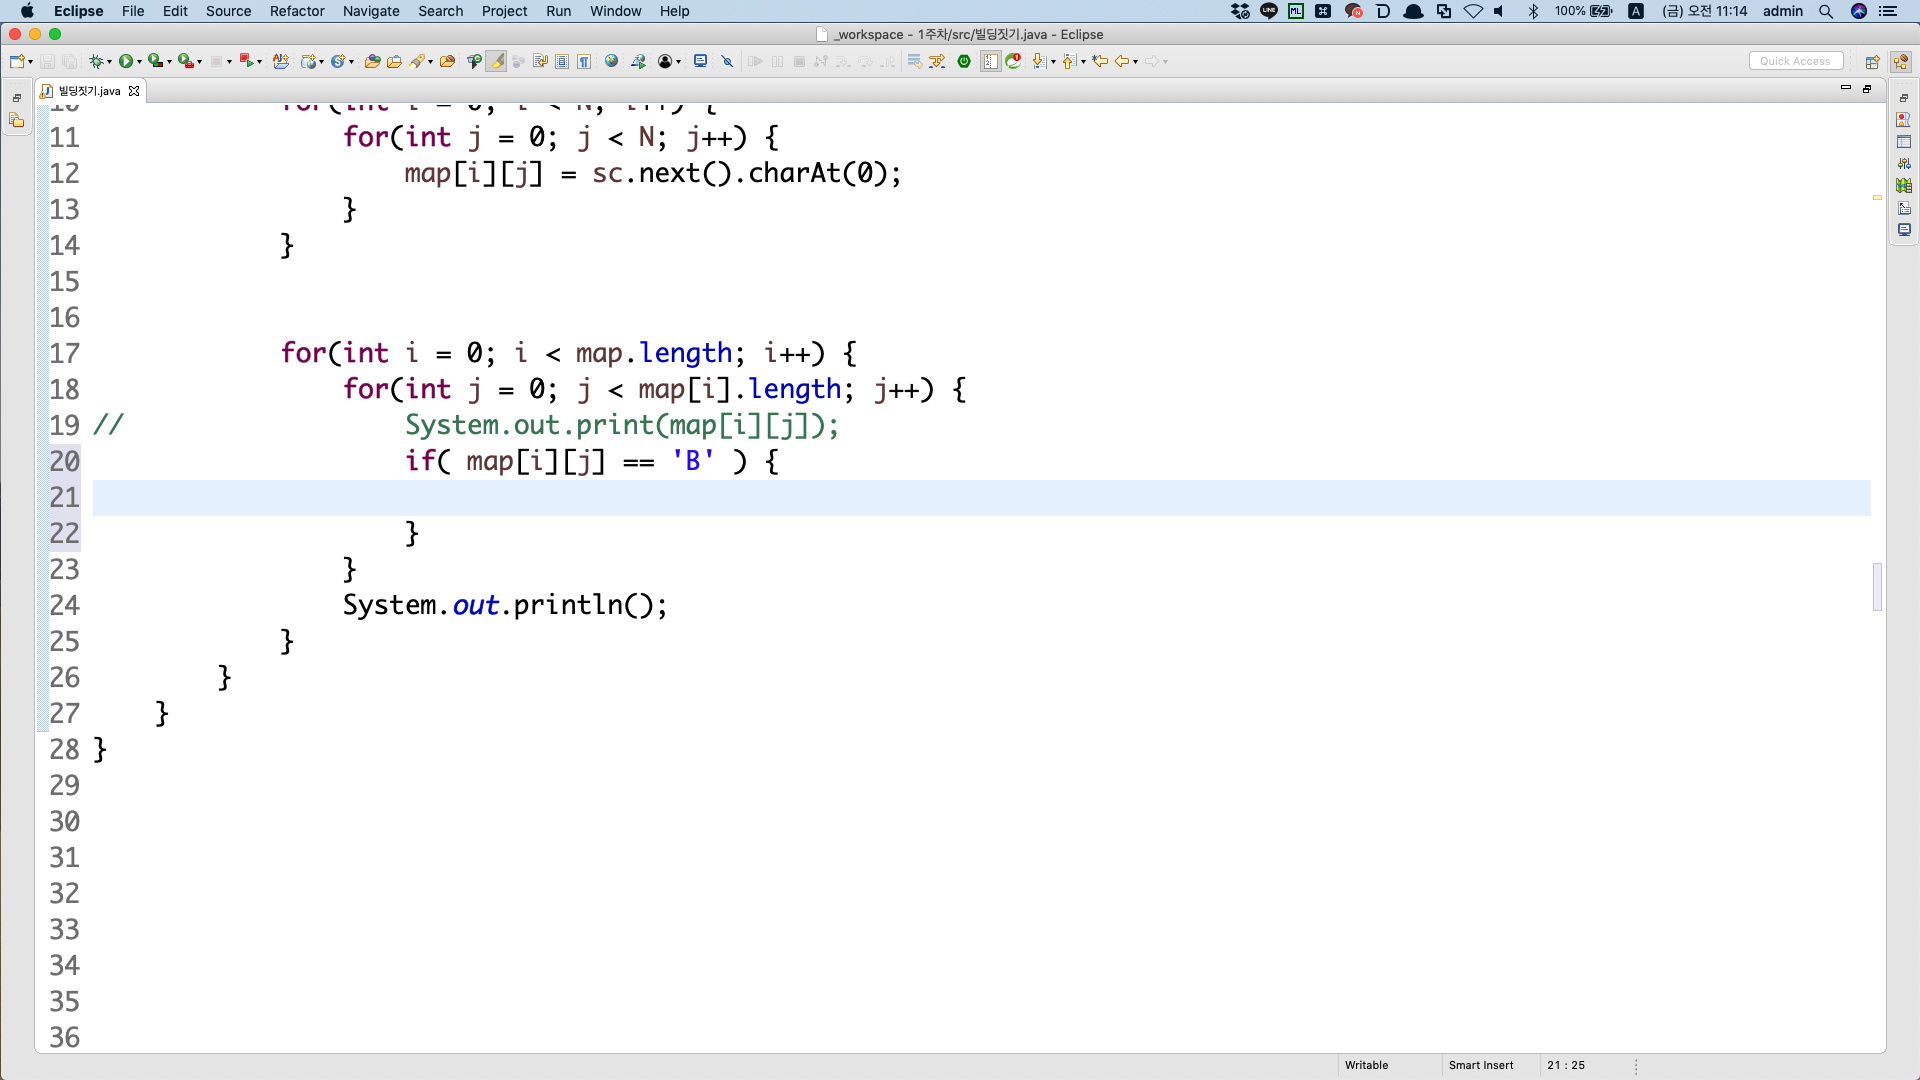 Eclipse File Edit Source Refactor Navigate Search Project Run Window Help 100% A (금) 오전 11:14 admin
_workspace - 1주차/src/빌딩짓기.java - Eclipse
Quick Access
빌딩짓기.java
10 for(int i = 0; i < N; i++) {
11 for(int j = 0; j < N; j++) {
12 map[i][j] = sc.next().charAt(0);
13 }
14 }
15
16
17 for(int i = 0; i < map.length; i++) {
18 for(int j = 0; j < map[i].length; j++) {
19 // System.out.print(map[i][j]);
20 if( map[i][j] == 'B' ) {
21
22 }
23 }
24 System.out.println();
25 }
26 }
27 }
28 }
29
30
31
32
33
34
35
36
Writable Smart Insert 21 : 25